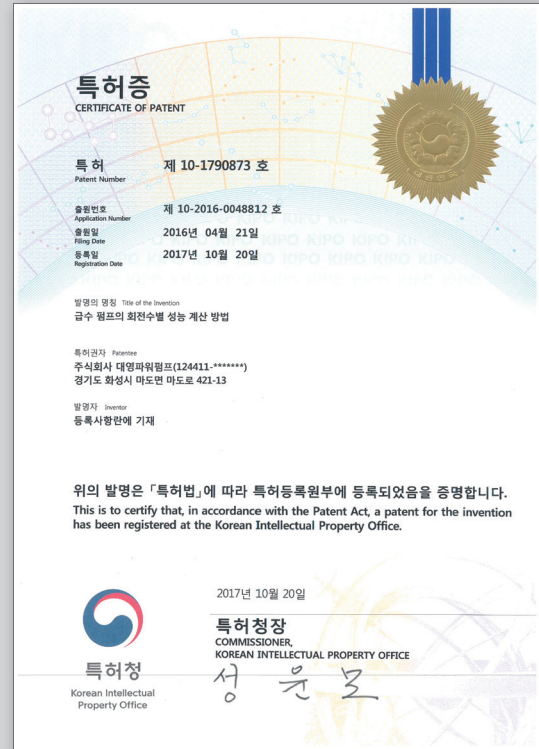 특허증
CERTIFICATE OF PATENT
특허 제 10-1790873 호
Patent Number
출원번호 제 10-2016-0048812 호
Application Number
출원일 2016년 04월 21일
Filing Date
등록일 2017년 10월 20일
Registration Date
발명의 명칭 Title of the Invention
급수 펌프의 회전수별 성능 계산 방법
특허권자 Patentee
주식회사 대영파워펌프(124411-*******)
경기도 화성시 마도면 마도로 421-13
발명자 Inventor
등록사항란에 기재
위의 발명은 「특허법」에 따라 특허등록원부에 등록되었음을 증명합니다.
This is to certify that, in accordance with the Patent Act, a patent for the invention
has been registered at the Korean Intellectual Property Office.
2017년 10월 20일
특허청장
COMMISSIONER,
KOREAN INTELLECTUAL PROPERTY OFFICE
성윤모
특허청
Korean Intellectual
Property Office